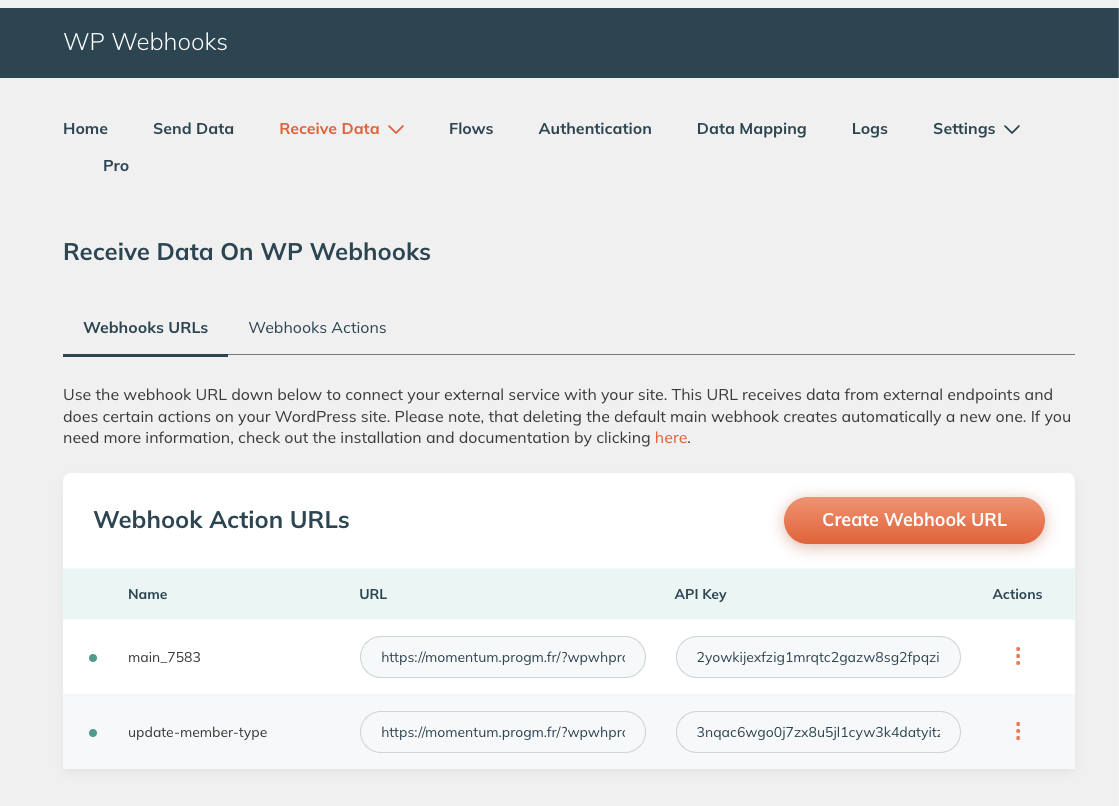 WP Webhooks
Home Send Data Receive Data Flows Authentication Data Mapping Logs Settings
Pro
Receive Data On WP Webhooks
Webhooks URLs Webhooks Actions
Use the webhook URL down below to connect your external service with your site. This URL receives data from external endpoints and
does certain actions on your WordPress site. Please note, that deleting the default main webhook creates automatically a new one. If you
need more information, check out the installation and documentation by clicking here.
Webhook Action URLs Create Webhook URL
Name URL API Key Actions
main_7583 https://momentum.progm.fr/?wpwhpro 2yowkijexfzig1mrqtc2gazw8sg2fpqzi
update-member-type https://momentum.progm.fr/?wpwhpro 3nqac6wgo0j7zx8u5jl1cyw3k4datyitz